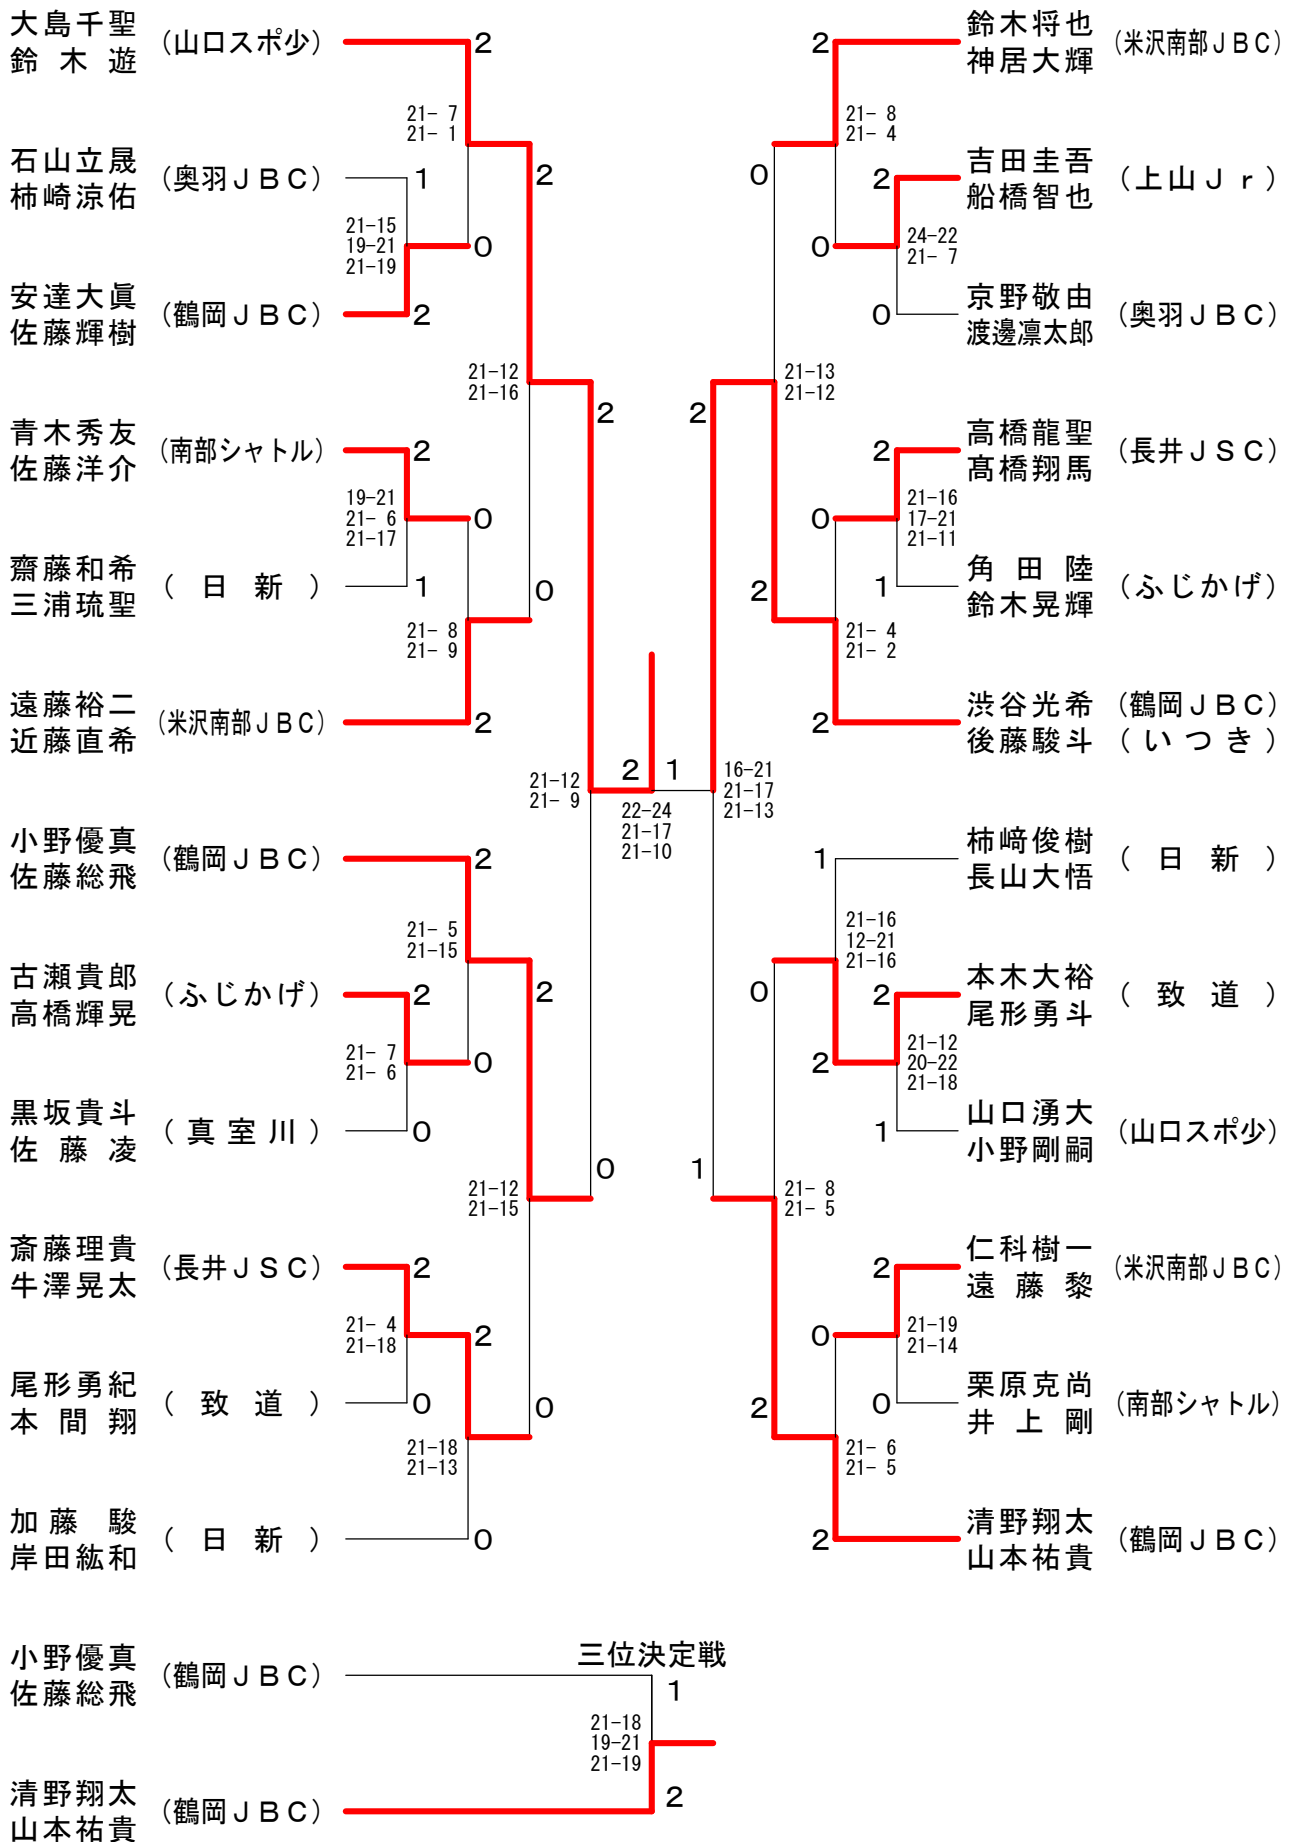 大島千聖
鈴木遊
(山口スポ少)
2
21- 7
21- 1
石山立晟
柿崎涼佑
(奥羽ＪＢＣ)
1
21-15
19-21
21-19
0
2
安達大眞
佐藤輝樹
(鶴岡ＪＢＣ)
2
21-12
21-16
2
青木秀友
佐藤洋介
(南部シャトル)
2
19-21
21- 6
21-17
0
齋藤和希
三浦琉聖
(日新)
1
0
21- 8
21- 9
遠藤裕二
近藤直希
(米沢南部ＪＢＣ)
2
21-12
21- 9
2
1
22-24
21-17
21-10
小野優真
佐藤総飛
(鶴岡ＪＢＣ)
2
21- 5
21-15
古瀬貴郎
高橋輝晃
(ふじかげ)
2
2
21- 7
21- 6
0
黒坂貴斗
佐藤凌
(真室川)
0
21-12
21-15
0
斎藤理貴
牛澤晃太
(長井ＪＳＣ)
2
21- 4
21-18
2
尾形勇紀
本間翔
(致道)
0
0
21-18
21-13
加藤駿
岸田紘和
(日新)
0
鈴木将也
神居大輝
(米沢南部ＪＢＣ)
2
21- 8
21- 4
0
吉田圭吾
船橋智也
(上山Ｊｒ)
2
24-22
21- 7
0
京野敬由
渡邊凛太郎
(奥羽ＪＢＣ)
0
21-13
21-12
2
高橋龍聖
髙橋翔馬
(長井ＪＳＣ)
2
21-16
17-21
21-11
0
角田陸
鈴木晃輝
(ふじかげ)
1
2
21- 4
21- 2
渋谷光希
後藤駿斗
(鶴岡ＪＢＣ)
(いつき)
2
16-21
21-17
21-13
柿﨑俊樹
長山大悟
(日新)
1
21-16
12-21
21-16
本木大裕
尾形勇斗
(致道)
2
0
21-12
20-22
21-18
2
山口湧大
小野剛嗣
(山口スポ少)
1
1
21- 8
21- 5
仁科樹一
遠藤黎
(米沢南部ＪＢＣ)
2
21-19
21-14
0
栗原克尚
井上剛
(南部シャトル)
0
2
21- 6
21- 5
清野翔太
山本祐貴
(鶴岡ＪＢＣ)
2
三位決定戦
小野優真
佐藤総飛
(鶴岡ＪＢＣ)
1
21-18
19-21
21-19
清野翔太
山本祐貴
(鶴岡ＪＢＣ)
2